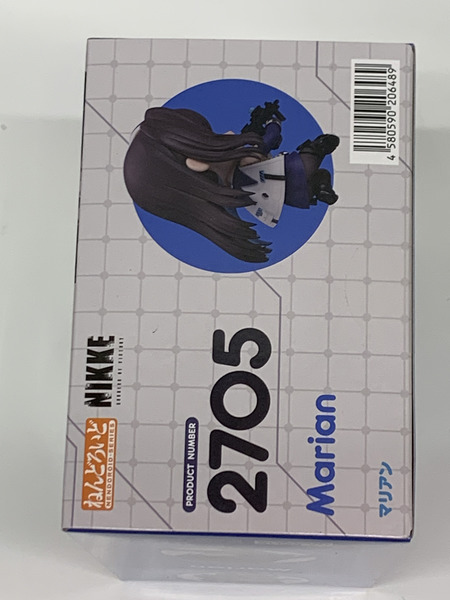 ねんどろいど
NENDOROID SERIES
NIKKE
GODDESS OF VICTORY
PRODUCT NUMBER
2705
Marian
マリアン
4 580590 206489